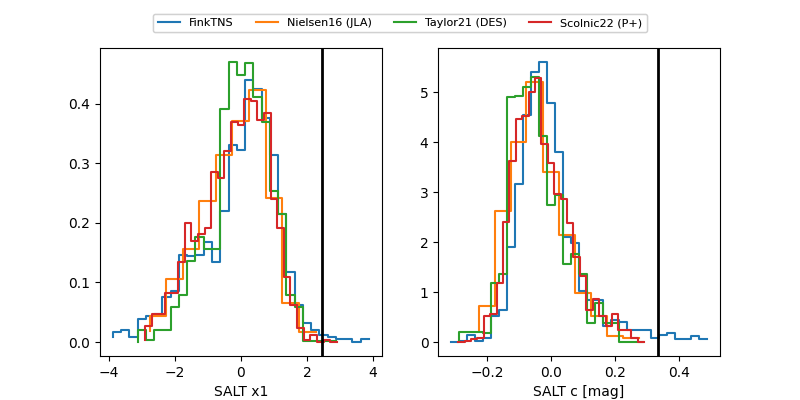 FinkTNS Nielsen16 (JLA) Taylor21 (DES) Scolnic22 (P+)
0.4
0.3
0.2
0.1
0.0
−4 −2 0 2 4
SALT x1
5
4
3
2
1
0
−0.2 0.0 0.2 0.4
SALT c [mag]